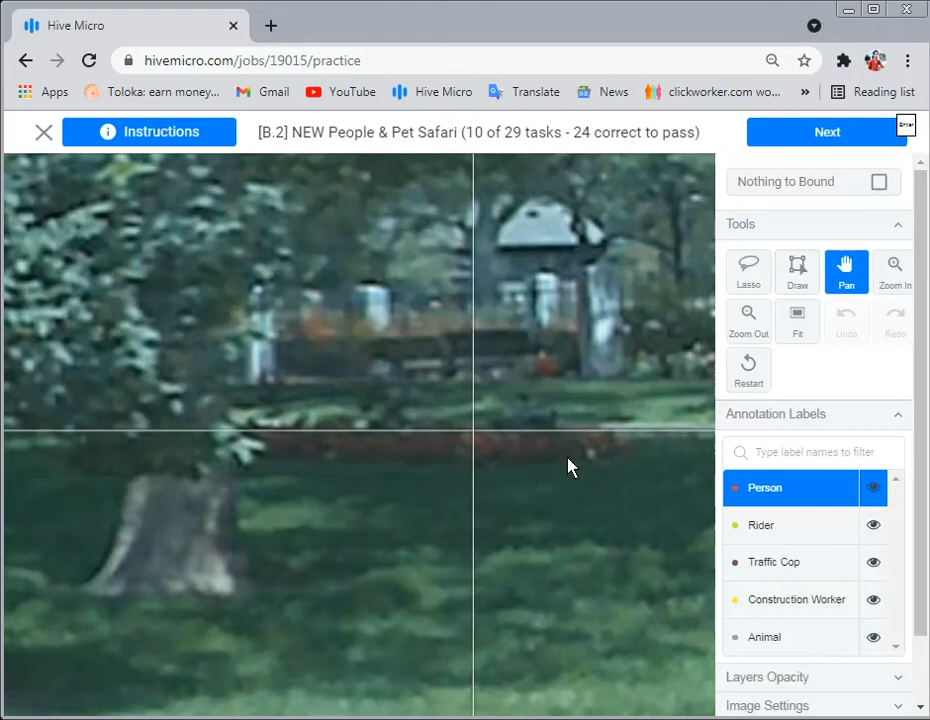 Hive Micro
hivemicro.com/jobs/19015/practice
Apps
Toloka: earn money...
Gmail
YouTube
Hive Micro
Translate
News
clickworker.com wo...
»
Reading list
Instructions
[B.2] NEW People & Pet Safari (10 of 29 tasks - 24 correct to pass)
Next
Enter
Nothing to Bound
Tools
Lasso
Draw
Pan
Zoom In
Zoom Out
Fit
Undo
Redo
Restart
Annotation Labels
Type label names to filter
Person
Rider
Traffic Cop
Construction Worker
Animal
Layers Opacity
Image Settings